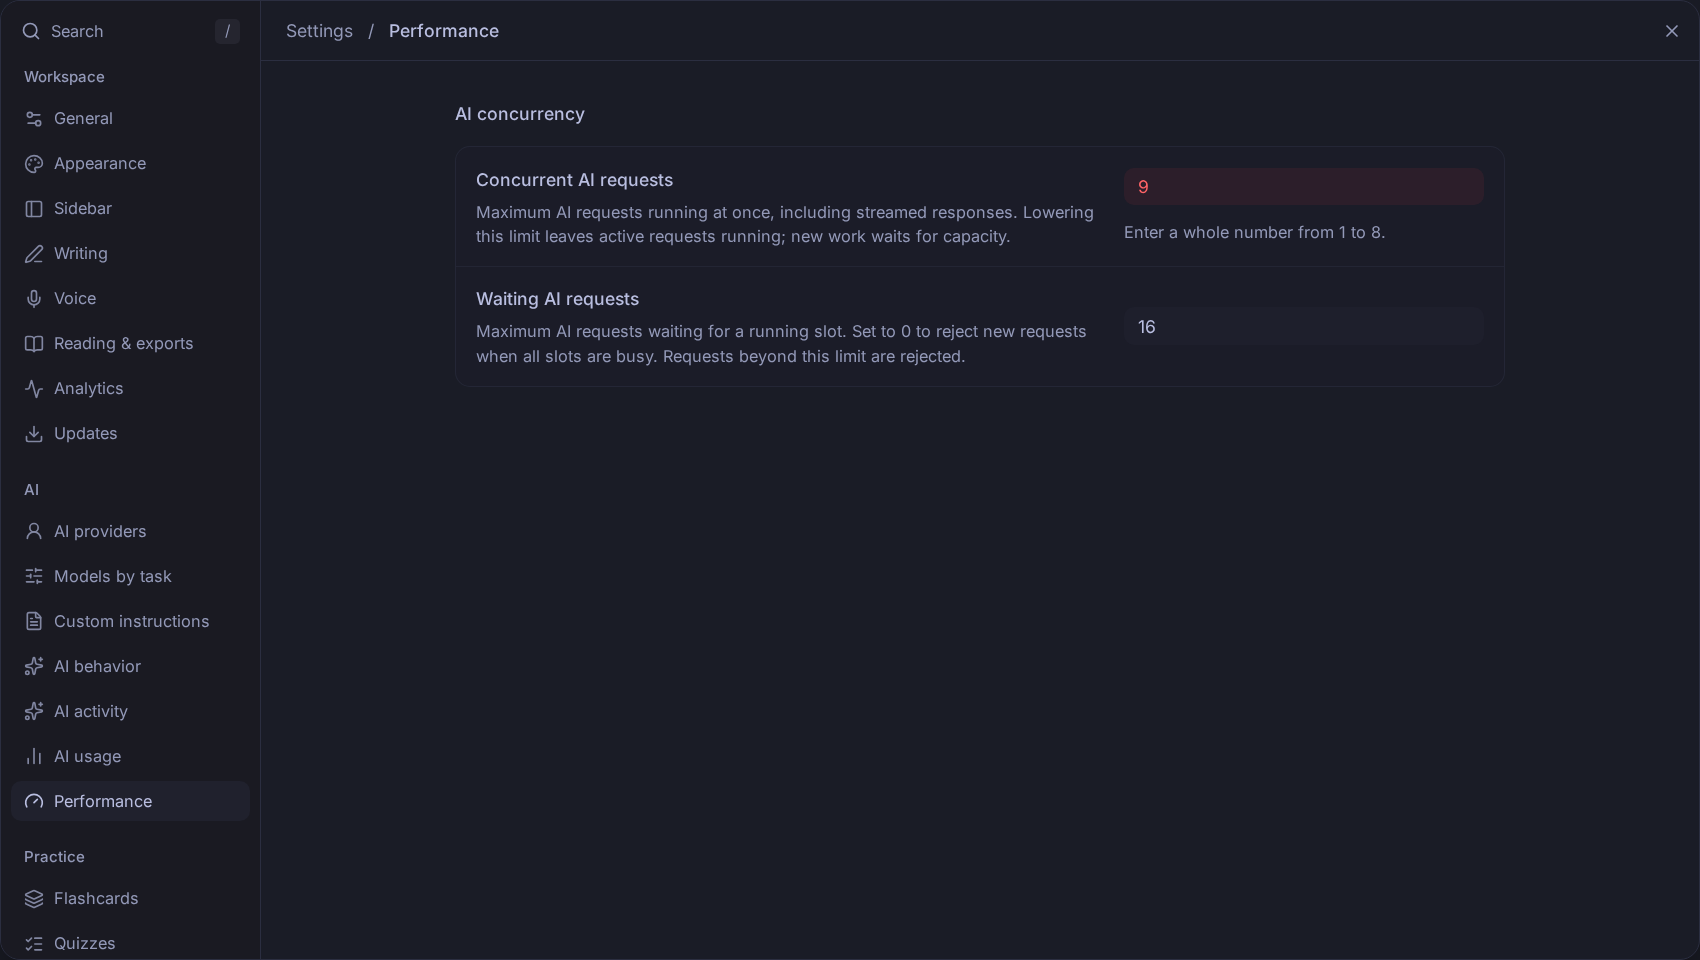 Search
/
Workspace
General
Appearance
Sidebar
Writing
Voice
Reading & exports
Analytics
Updates
AI
AI providers
Models by task
Custom instructions
AI behavior
AI activity
AI usage
Performance
Practice
Flashcards
Quizzes
Settings / Performance
AI concurrency
Concurrent AI requests
Maximum AI requests running at once, including streamed responses. Lowering
this limit leaves active requests running; new work waits for capacity.
9
Enter a whole number from 1 to 8.
Waiting AI requests
Maximum AI requests waiting for a running slot. Set to 0 to reject new requests
when all slots are busy. Requests beyond this limit are rejected.
16